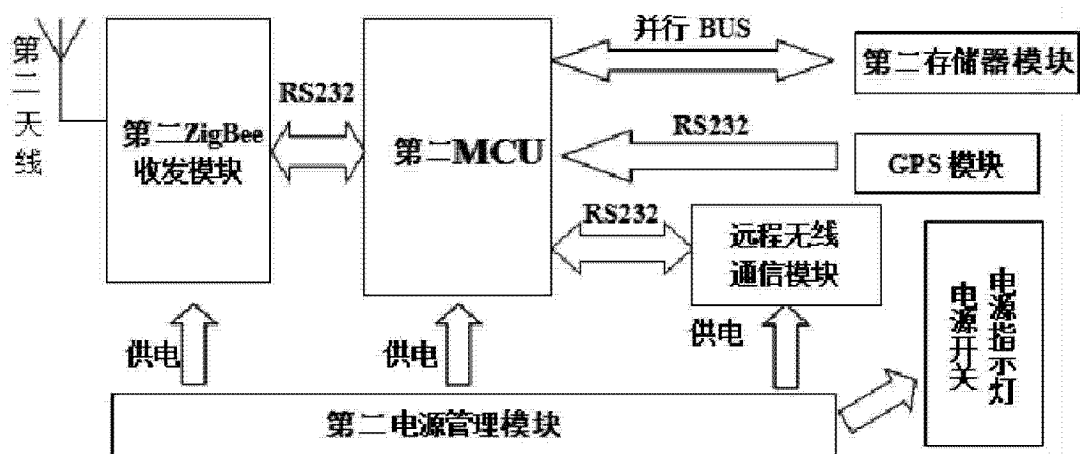 第二天线
第二ZigBee
收发模块
RS232
第二MCU
并行 BUS
第二存储器模块
RS232
GPS 模块
RS232
远程无线
通信模块
电源开关
电源指示灯
供电
供电
供电
第二电源管理模块